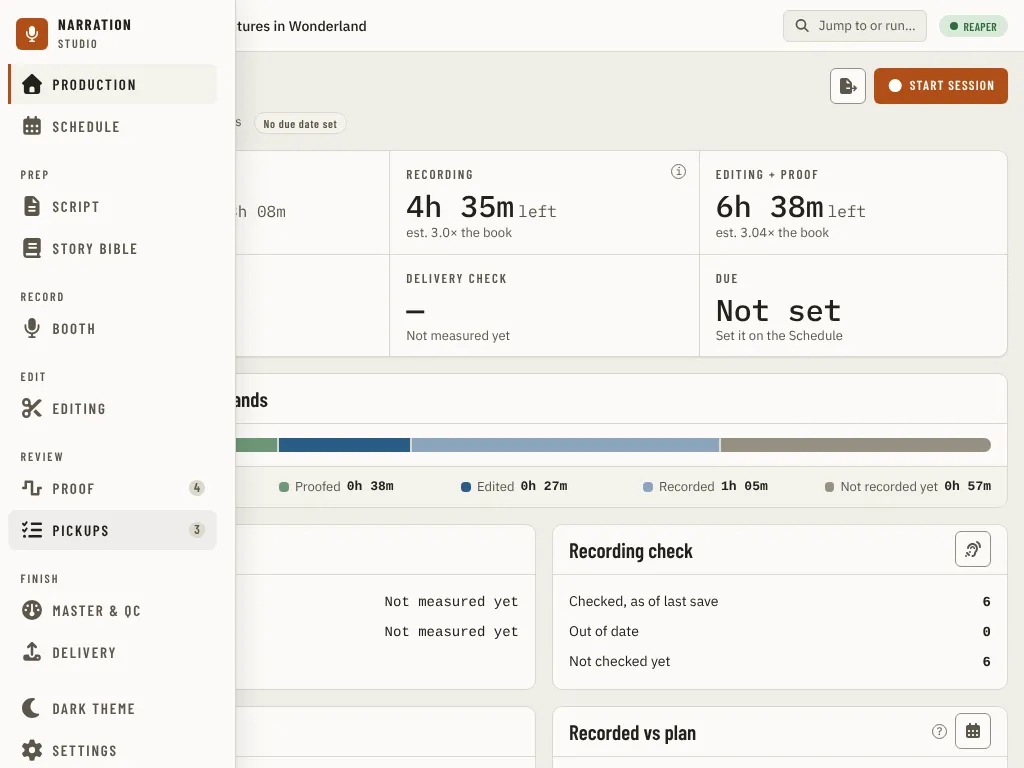 NARRATION
STUDIO
PRODUCTION
SCHEDULE
PREP
SCRIPT
STORY BIBLE
RECORD
BOOTH
EDIT
EDITING
REVIEW
PROOF 4
PICKUPS 3
FINISH
MASTER & QC
DELIVERY
DARK THEME
SETTINGS
in Wonderland
Jump to or run...
REAPER
START SESSION
No due date set
08m
RECORDING
4h 35m left
est. 3.0× the book
EDITING + PROOF
6h 38m left
est. 3.04× the book
DELIVERY CHECK
—
Not measured yet
DUE
Not set
Set it on the Schedule
Proofed 0h 38m
Edited 0h 27m
Recorded 1h 05m
Not recorded yet 0h 57m
Not measured yet
Not measured yet
Recording check
Checked, as of last save 6
Out of date 0
Not checked yet 6
Recorded vs plan